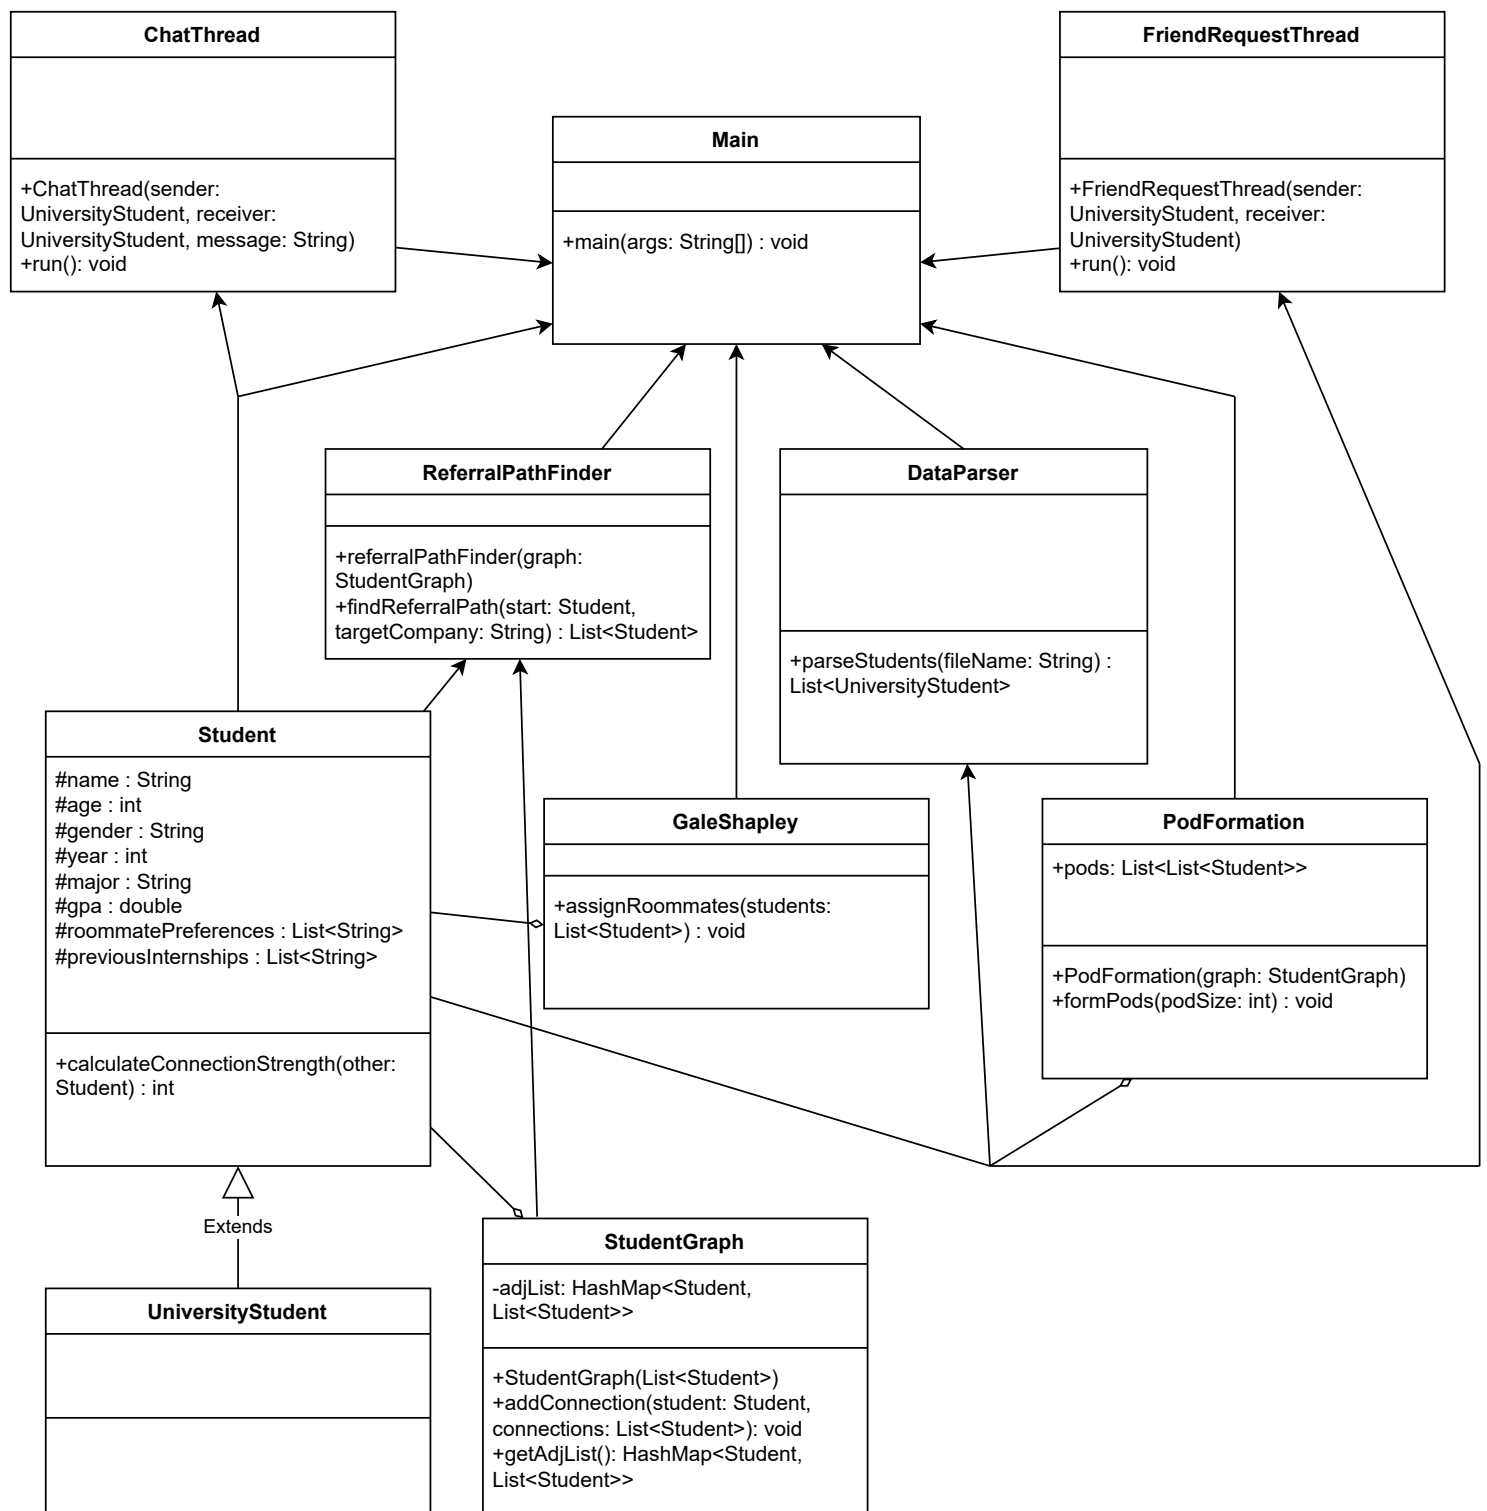 ChatThread
+ChatThread(sender:
UniversityStudent, receiver:
UniversityStudent, message: String)
+run(): void
FriendRequestThread
+FriendRequestThread(sender:
UniversityStudent, receiver:
UniversityStudent)
+run(): void
Main
+main(args: String[]) : void
ReferralPathFinder
+referralPathFinder(graph:
StudentGraph)
+findReferralPath(start: Student,
targetCompany: String) : List<Student>
DataParser
+parseStudents(fileName: String) :
List<UniversityStudent>
Student
#name : String
#age : int
#gender : String
#year : int
#major : String
#gpa : double
#roommatePreferences : List<String>
#previousInternships : List<String>
+calculateConnectionStrength(other:
Student) : int
GaleShapley
+assignRoommates(students:
List<Student>) : void
PodFormation
+pods: List<List<Student>>
+PodFormation(graph: StudentGraph)
+formPods(podSize: int) : void
Extends
UniversityStudent
StudentGraph
-adjList: HashMap<Student,
List<Student>>
+StudentGraph(List<Student>)
+addConnection(student: Student,
connections: List<Student>): void
+getAdjList(): HashMap<Student,
List<Student>>